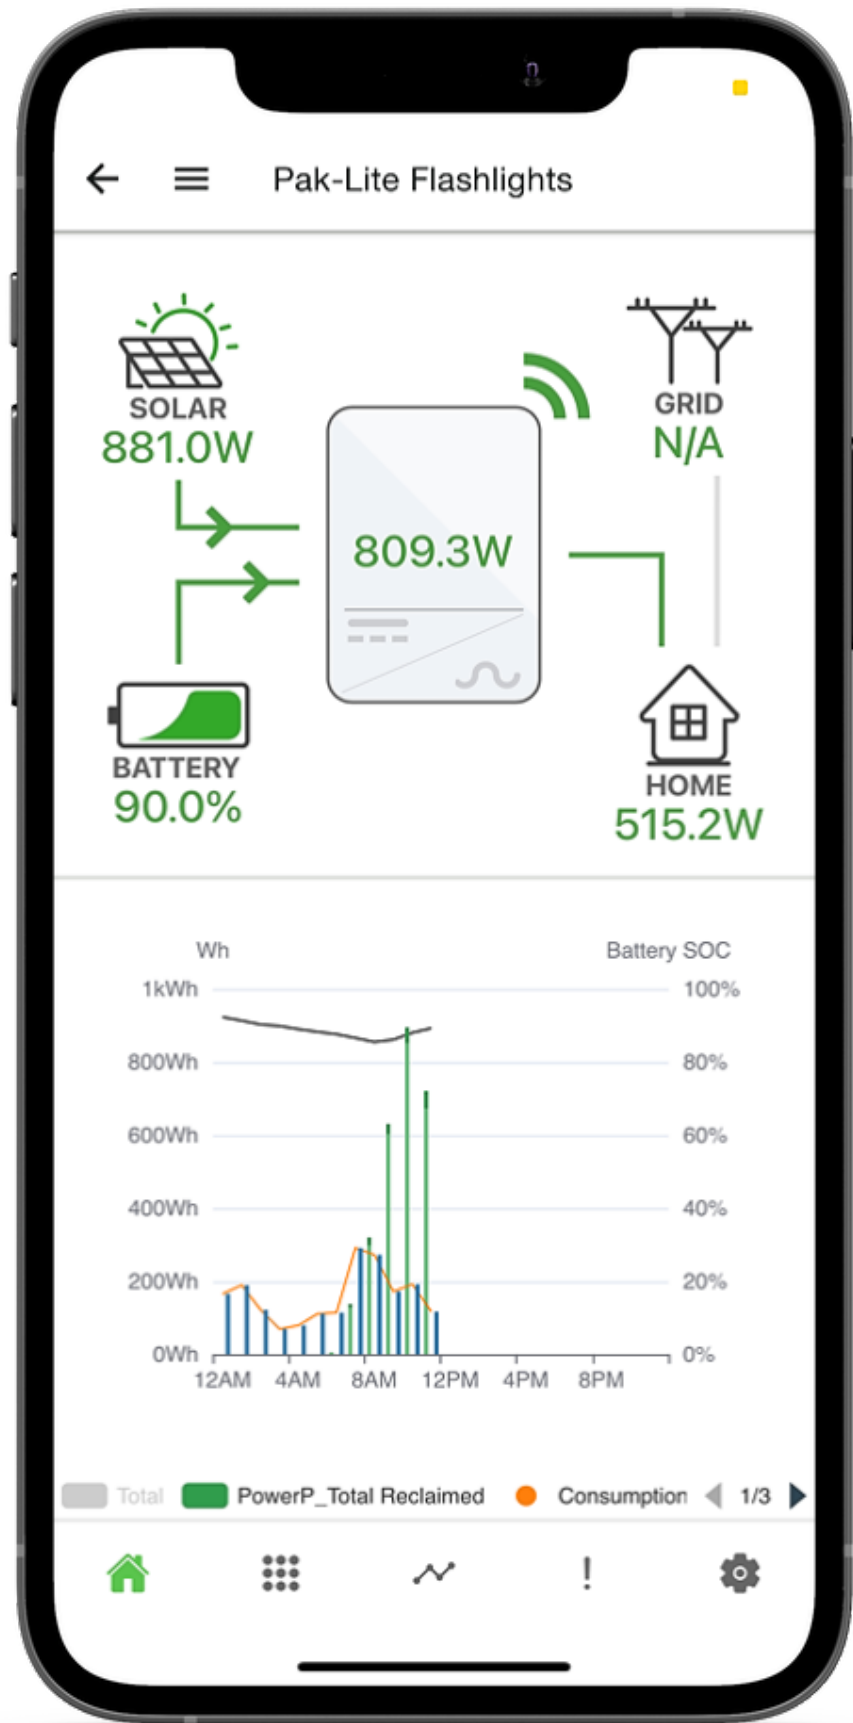 Pak-Lite Flashlights
SOLAR
881.0W
GRID
N/A
809.3W
BATTERY
90.0%
HOME
515.2W
Wh Battery SOC
1kWh 100%
800Wh 80%
600Wh 60%
400Wh 40%
200Wh 20%
0Wh 0%
12AM 4AM 8AM 12PM 4PM 8PM
Total PowerP_Total Reclaimed Consumption 1/3